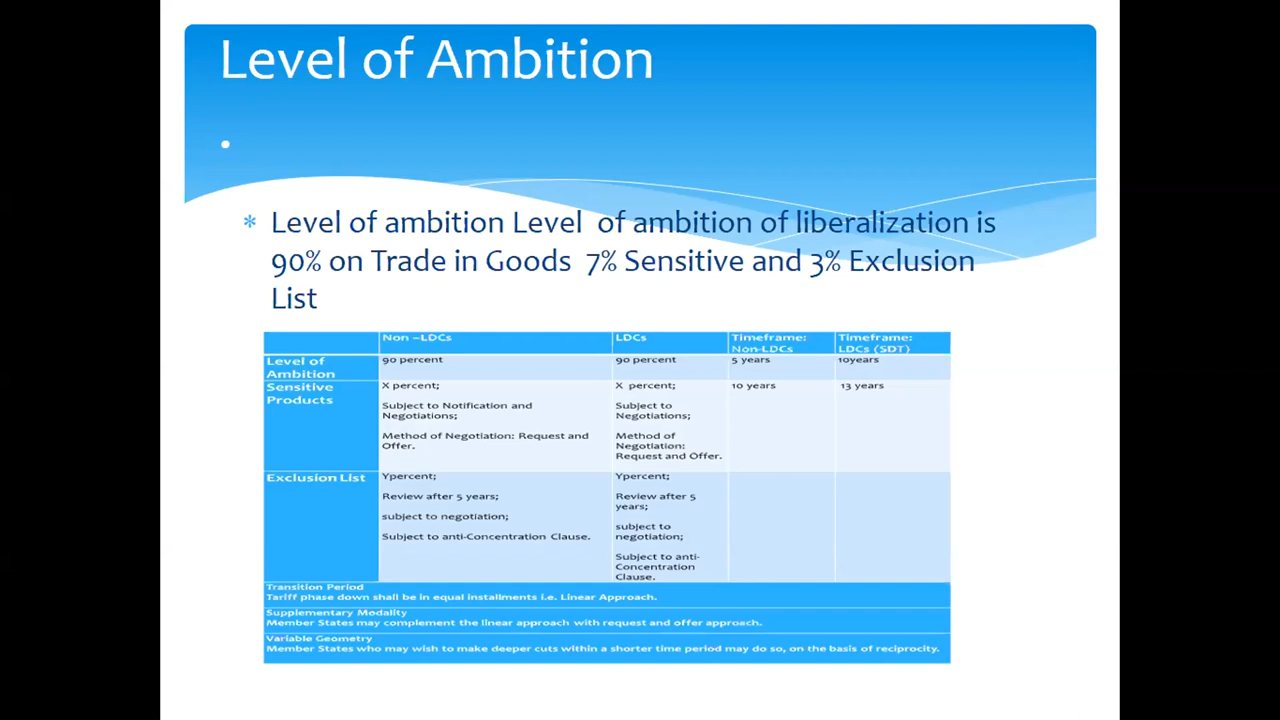 Level of Ambition
.
* Level of ambition Level  of ambition of liberalization is
90% on Trade in Goods  7% Sensitive and 3% Exclusion
List
Non –LDCs
LDCs
Timeframe:
Non-LDCs
Timeframe:
LDCs (SDT)
Level of
Ambition
90 percent
90 percent
5 years
10years
Sensitive
Products
X percent;
Subject to Notification and
Negotiations;
Method of Negotiation: Request and
Offer.
X  percent;
Subject to
Negotiations;
Method of
Negotiation:
Request and Offer.
10 years
13 years
Exclusion List
Ypercent;
Review after 5 years;
subject to negotiation;
Subject to anti-Concentration Clause.
Ypercent;
Review after 5
years;
subject to
negotiation;
Subject to anti-
Concentration
Clause.
Transition Period
Tariff phase down shall be in equal installments i.e. Linear Approach.
Supplementary Modality
Member States may complement the linear approach with request and offer approach.
Variable Geometry
Member States who may wish to make deeper cuts within a shorter time period may do so, on the basis of reciprocity.